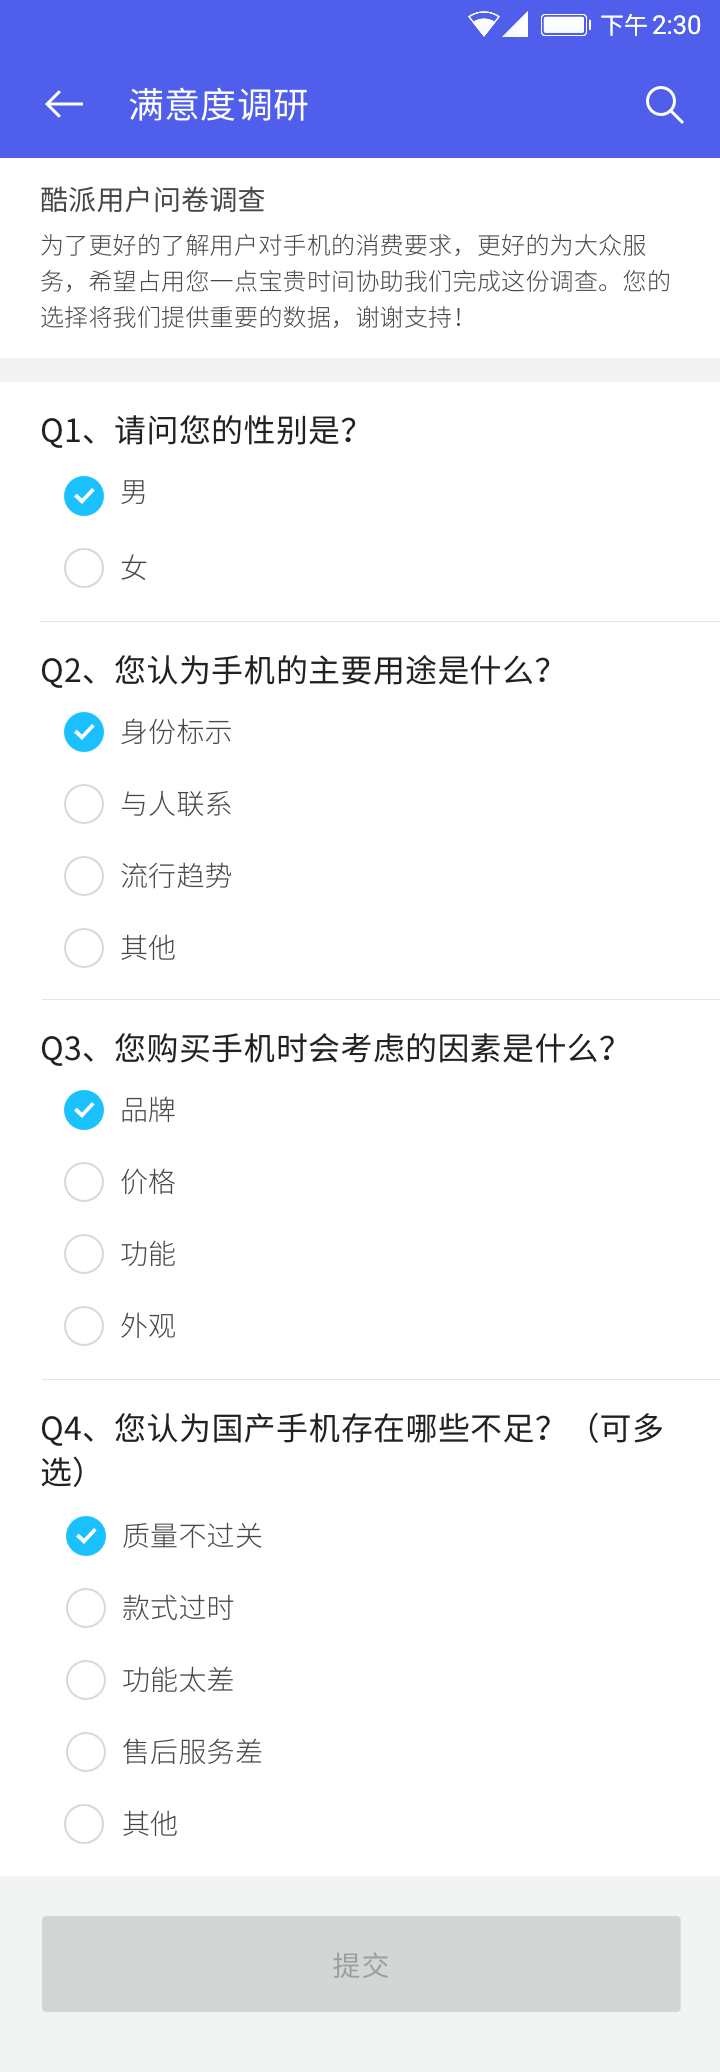 下午 2:30
满意度调研
酷派用户问卷调查
为了更好的了解用户对手机的消费要求，更好的为大众服
务，希望占用您一点宝贵时间协助我们完成这份调查。您的
选择将我们提供重要的数据，谢谢支持！
Q1、请问您的性别是？
男
女
Q2、您认为手机的主要用途是什么？
身份标示
与人联系
流行趋势
其他
Q3、您购买手机时会考虑的因素是什么？
品牌
价格
功能
外观
Q4、您认为国产手机存在哪些不足？（可多
选）
质量不过关
款式过时
功能太差
售后服务差
其他
提交